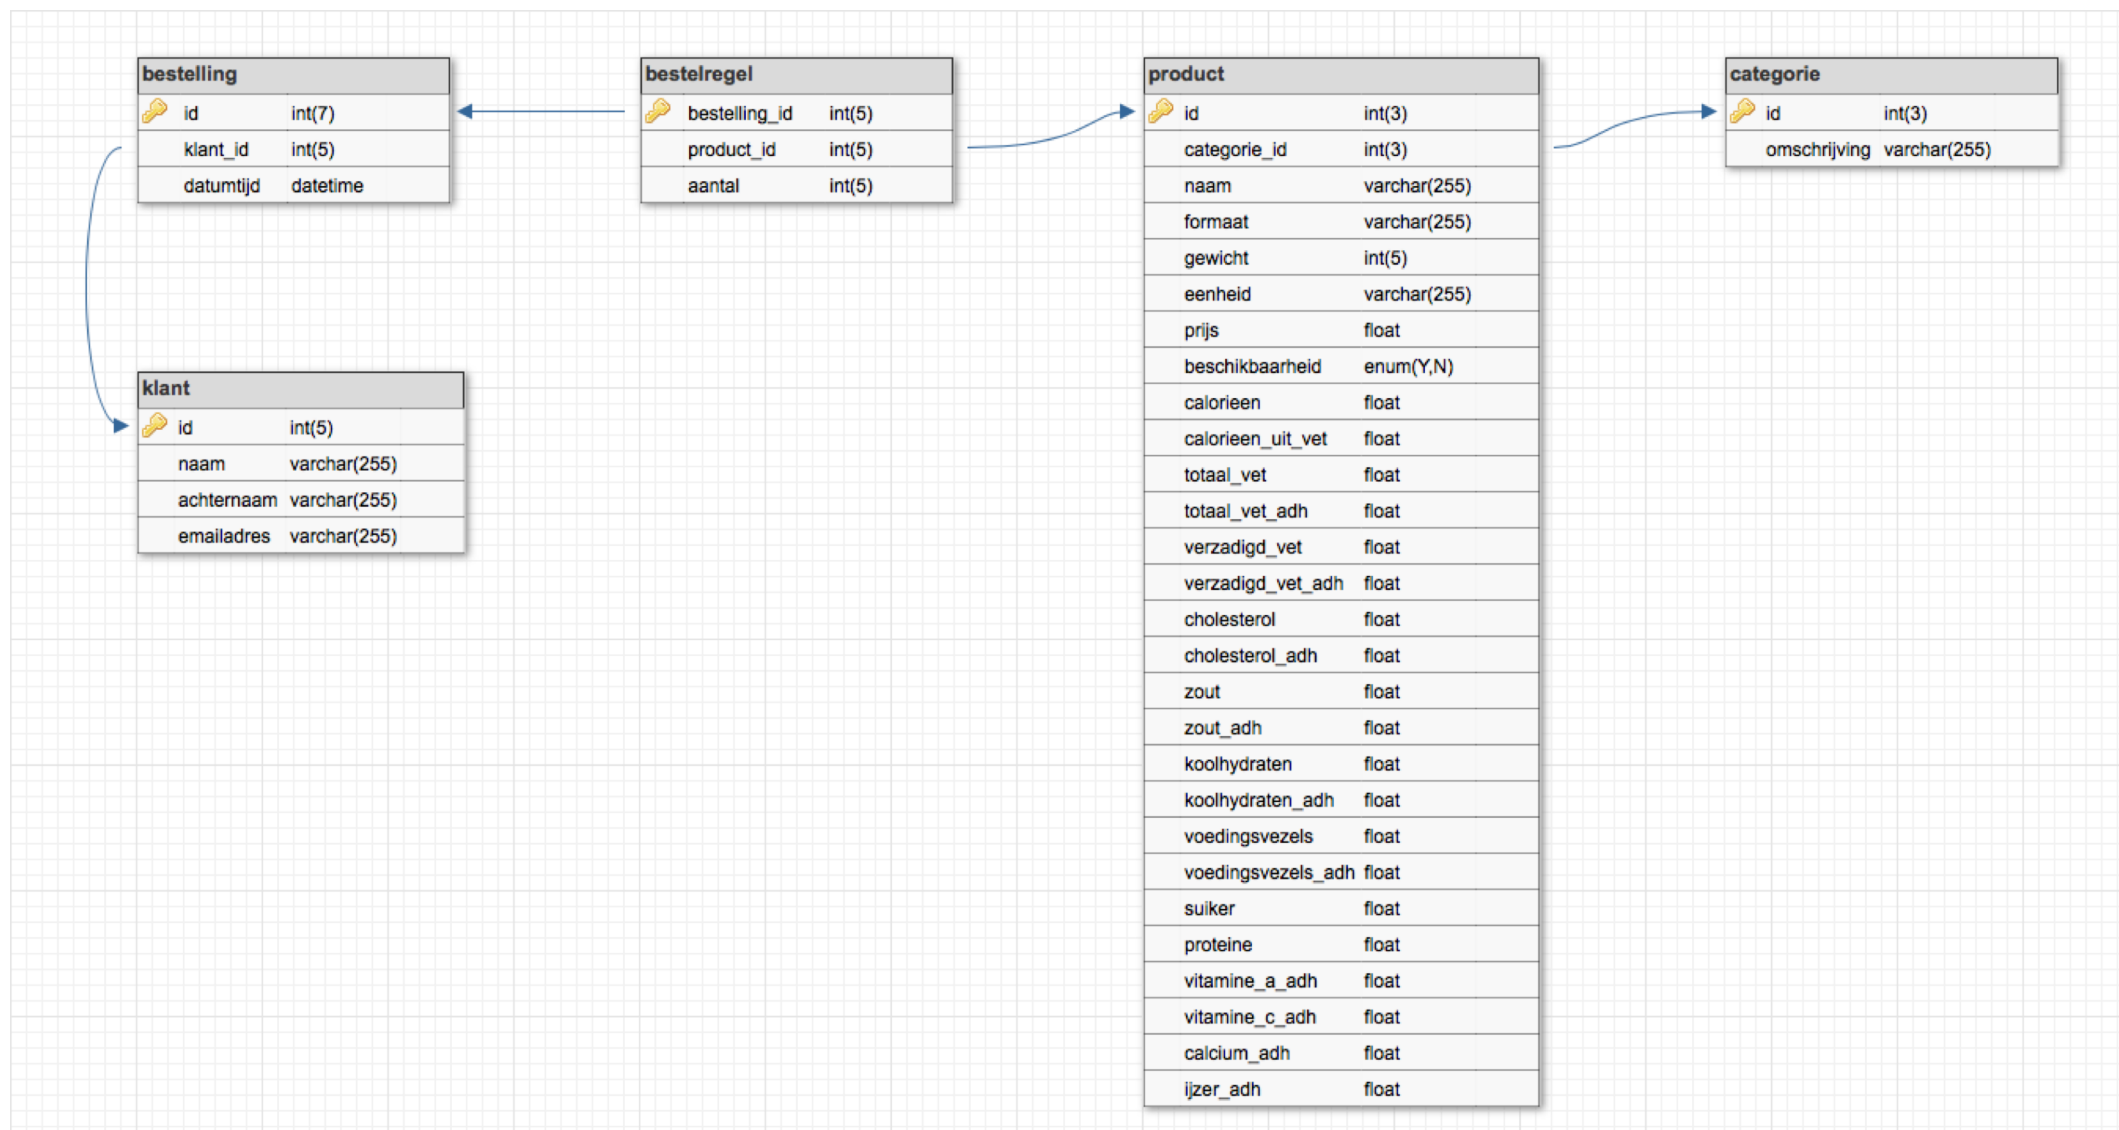 bestelling
id int(7)
klant_id int(5)
datumtijd datetime
bestelregel
bestelling_id int(5)
product_id int(5)
aantal int(5)
product
id int(3)
categorie_id int(3)
naam varchar(255)
formaat varchar(255)
gewicht int(5)
eenheid varchar(255)
prijs float
beschikbaarheid enum(Y,N)
calorieen float
calorieen_uit_vet float
totaal_vet float
totaal_vet_adh float
verzadigd_vet float
verzadigd_vet_adh float
cholesterol float
cholesterol_adh float
zout float
zout_adh float
koolhydraten float
koolhydraten_adh float
voedingsvezels float
voedingsvezels_adh float
suiker float
proteine float
vitamine_a_adh float
vitamine_c_adh float
calcium_adh float
ijzer_adh float
categorie
id int(3)
omschrijving varchar(255)
klant
id int(5)
naam varchar(255)
achternaam varchar(255)
emailadres varchar(255)